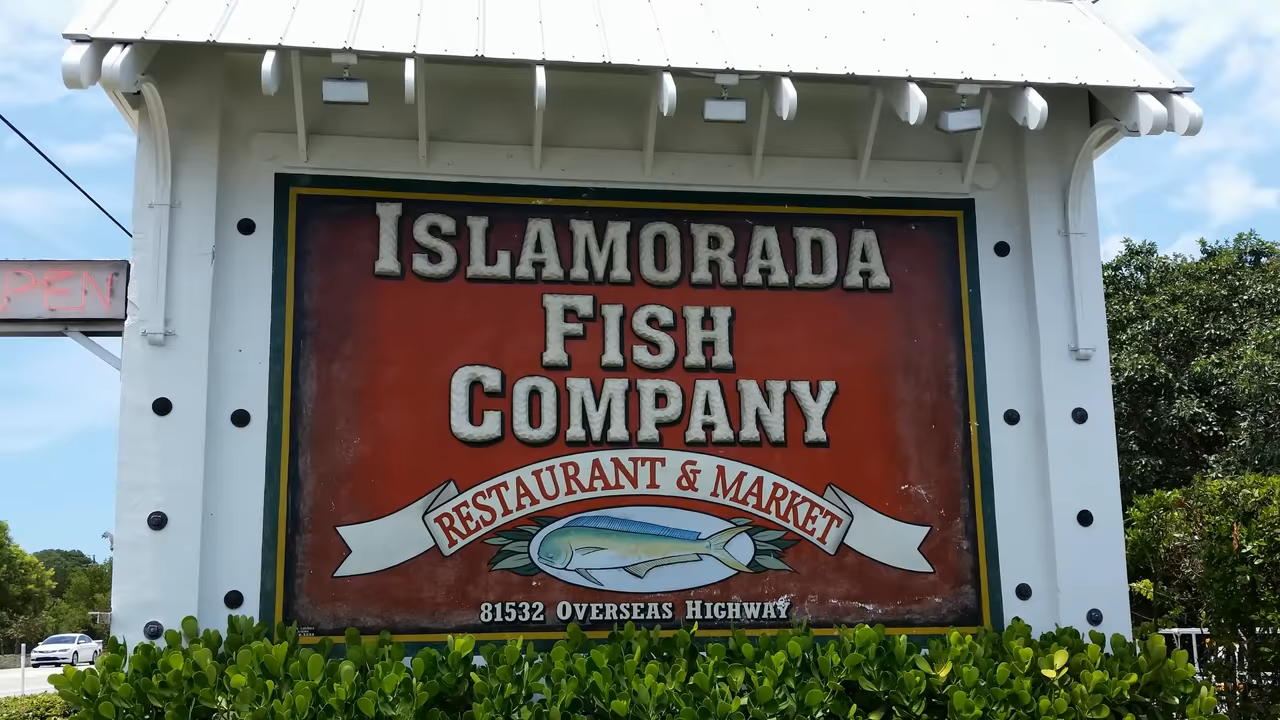 ISLAMORADA
FISH
COMPANY
RESTAURANT & MARKET
81532 OVERSEAS HIGHWAY
PEN